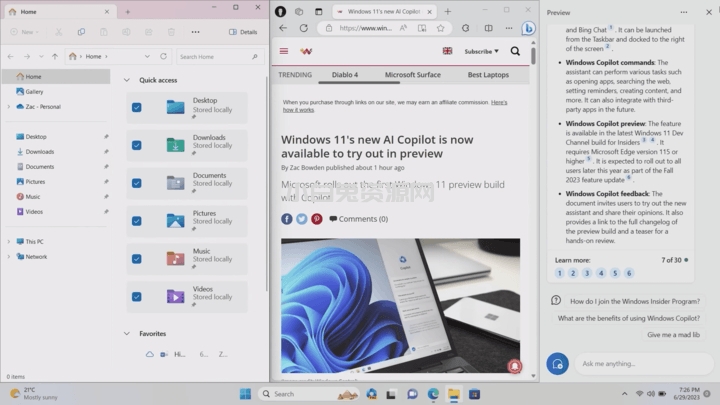 Home
New
Details
Home
Search Home
Home
Gallery
Zac - Personal
Desktop
Downloads
Documents
Pictures
Music
Videos
This PC
Network
Quick access
Desktop
Stored locally
Downloads
Stored locally
Documents
Stored locally
Pictures
Stored locally
Music
Stored locally
Videos
Stored locally
Favorites
Hi...
6...
Z...
0 items
Windows 11's new AI Copilot is
https://www.win...
Subscribe
TRENDING
Diablo 4
Microsoft Surface
Best Laptops
When you purchase through links on our site, we may earn an affiliate commission. Here's
how it works.
Windows 11's new AI Copilot is now
available to try out in preview
By Zac Bowden published about 1 hour ago
Microsoft rolls out the first Windows 11 preview build
with Copilot.
Comments (0)
Preview
and Bing Chat 1 . It can be launched
from the Taskbar and docked to the right
of the screen 2 .
• Windows Copilot commands: The
assistant can perform various tasks such
as opening apps, searching the web,
setting reminders, creating content, and
more. It can also integrate with third-
party apps in the future.
• Windows Copilot preview: The feature
is available in the latest Windows 11 Dev
Channel build for Insiders 3 4 . It
requires Microsoft Edge version 115 or
higher 5 . It is expected to roll out to all
users later this year as part of the Fall
2023 feature update 6 .
• Windows Copilot feedback: The
document invites users to try out the new
assistant and share their opinions. It also
provides a link to the full changelog of
the preview build and a teaser for a
hands-on review.
Learn more:
7 of 30
1 2 3 4 5 6
How do I join the Windows Insider Program?
What are the benefits of using Windows Copilot?
Give me a mad lib
Ask me anything...
21°C
Mostly sunny
Search
7:26 PM
6/29/2023